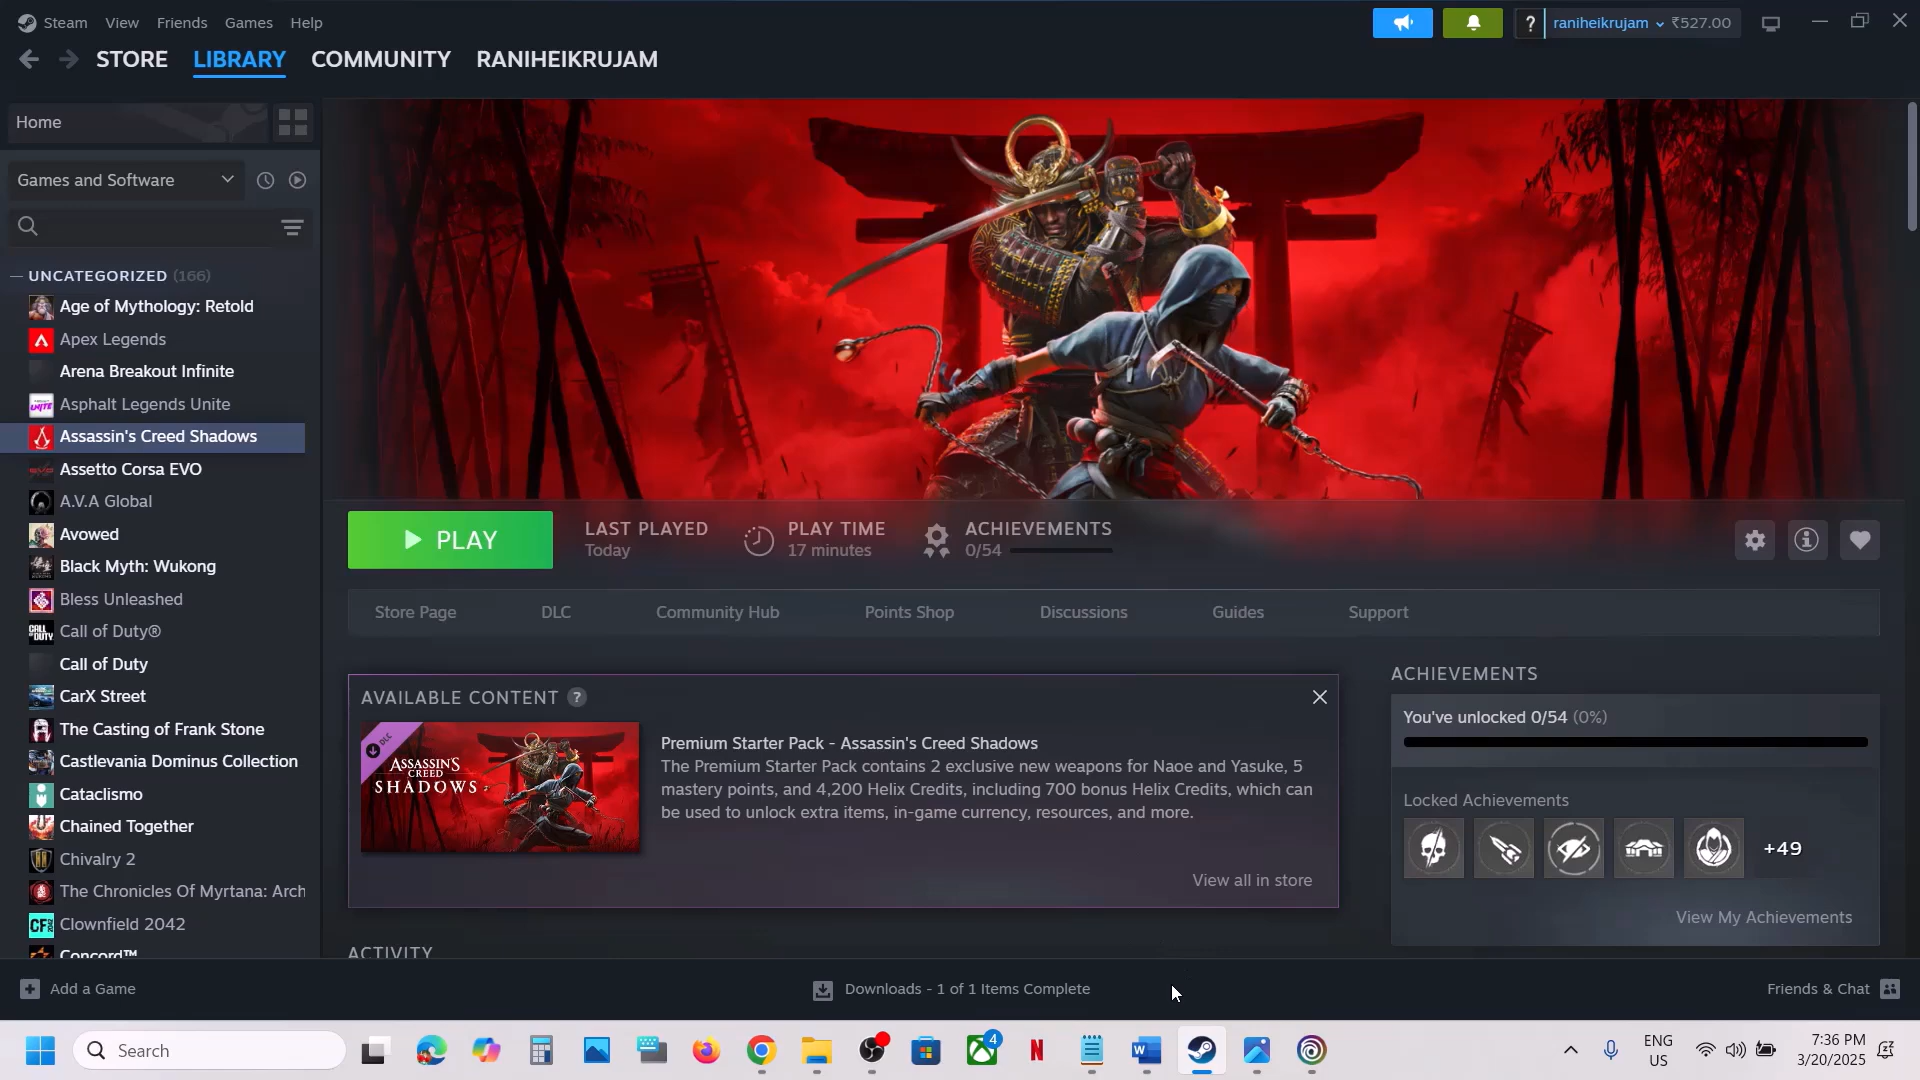 Steam View Friends Games Help
? raniheikrujam ₹527.00
STORE LIBRARY COMMUNITY RANIHEIKRUJAM
Home
Games and Software
UNCATEGORIZED (166)
Age of Mythology: Retold
Apex Legends
Arena Breakout Infinite
Asphalt Legends Unite
Assassin's Creed Shadows
Assetto Corsa EVO
A.V.A Global
Avowed
Black Myth: Wukong
Bless Unleashed
Call of Duty®
Call of Duty
CarX Street
The Casting of Frank Stone
Castlevania Dominus Collection
Cataclismo
Chained Together
Chivalry 2
The Chronicles Of Myrtana: Arch
Clownfield 2042
Concord™
PLAY
LAST PLAYED
Today
PLAY TIME
17 minutes
ACHIEVEMENTS
0/54
Store Page DLC Community Hub Points Shop Discussions Guides Support
AVAILABLE CONTENT ?
DLC
ASSASSIN'S
CREED
SHADOWS
Premium Starter Pack - Assassin's Creed Shadows
The Premium Starter Pack contains 2 exclusive new weapons for Naoe and Yasuke, 5
mastery points, and 4,200 Helix Credits, including 700 bonus Helix Credits, which can
be used to unlock extra items, in-game currency, resources, and more.
View all in store
ACTIVITY
ACHIEVEMENTS
You've unlocked 0/54 (0%)
Locked Achievements
+49
View My Achievements
Add a Game
Downloads - 1 of 1 Items Complete
Friends & Chat
Search
4
ENG
US
7:36 PM
3/20/2025